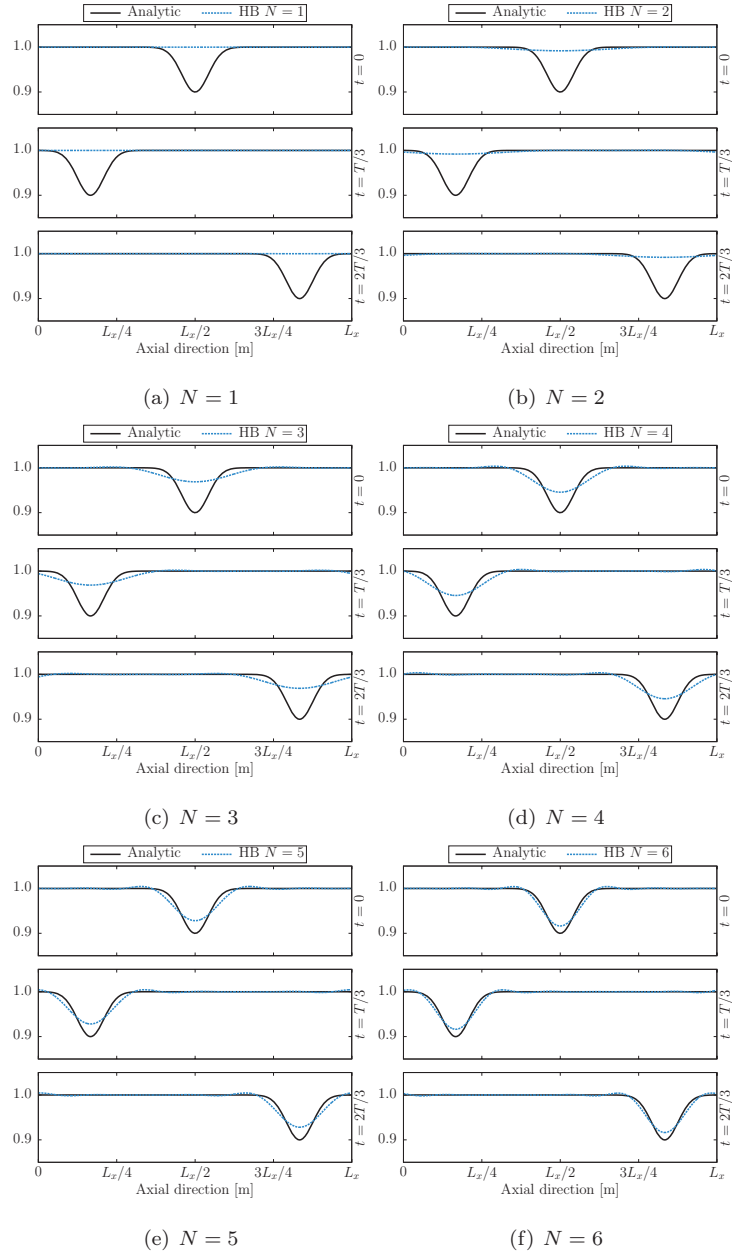 Analytic HB N = 1
1.0
0.9
t = 0
1.0
0.9
t = T/3
1.0
0.9
t = 2T/3
0 Lx/4 Lx/2 3Lx/4 Lx
Axial direction [m]
(a) N = 1
Analytic HB N = 2
1.0
0.9
t = 0
1.0
0.9
t = T/3
1.0
0.9
t = 2T/3
0 Lx/4 Lx/2 3Lx/4 Lx
Axial direction [m]
(b) N = 2
Analytic HB N = 3
1.0
0.9
t = 0
1.0
0.9
t = T/3
1.0
0.9
t = 2T/3
0 Lx/4 Lx/2 3Lx/4 Lx
Axial direction [m]
(c) N = 3
Analytic HB N = 4
1.0
0.9
t = 0
1.0
0.9
t = T/3
1.0
0.9
t = 2T/3
0 Lx/4 Lx/2 3Lx/4 Lx
Axial direction [m]
(d) N = 4
Analytic HB N = 5
1.0
0.9
t = 0
1.0
0.9
t = T/3
1.0
0.9
t = 2T/3
0 Lx/4 Lx/2 3Lx/4 Lx
Axial direction [m]
(e) N = 5
Analytic HB N = 6
1.0
0.9
t = 0
1.0
0.9
t = T/3
1.0
0.9
t = 2T/3
0 Lx/4 Lx/2 3Lx/4 Lx
Axial direction [m]
(f) N = 6